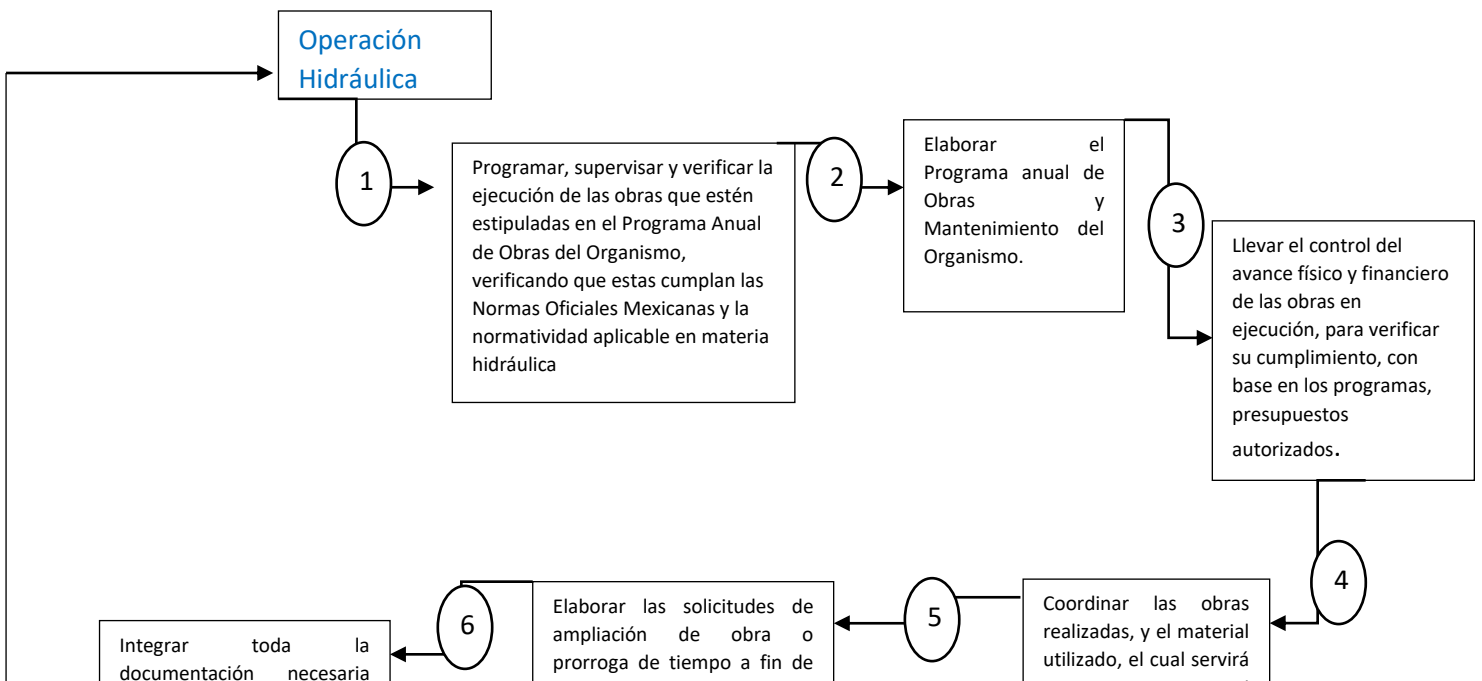 Operación
Hidráulica
1
Programar, supervisar y verificar la
ejecución de las obras que estén
estipuladas en el Programa Anual
de Obras del Organismo,
verificando que estas cumplan las
Normas Oficiales Mexicanas y la
normatividad aplicable en materia
hidráulica
2
Elaborar el
Programa anual de
Obras y
Mantenimiento del
Organismo.
3
Llevar el control del
avance físico y financiero
de las obras en
ejecución, para verificar
su cumplimiento, con
base en los programas,
presupuestos
autorizados.
4
Coordinar las obras
realizadas, y el material
utilizado, el cual servirá
5
Elaborar las solicitudes de
ampliación de obra o
prorroga de tiempo a fin de
6
Integrar toda la
documentación necesaria